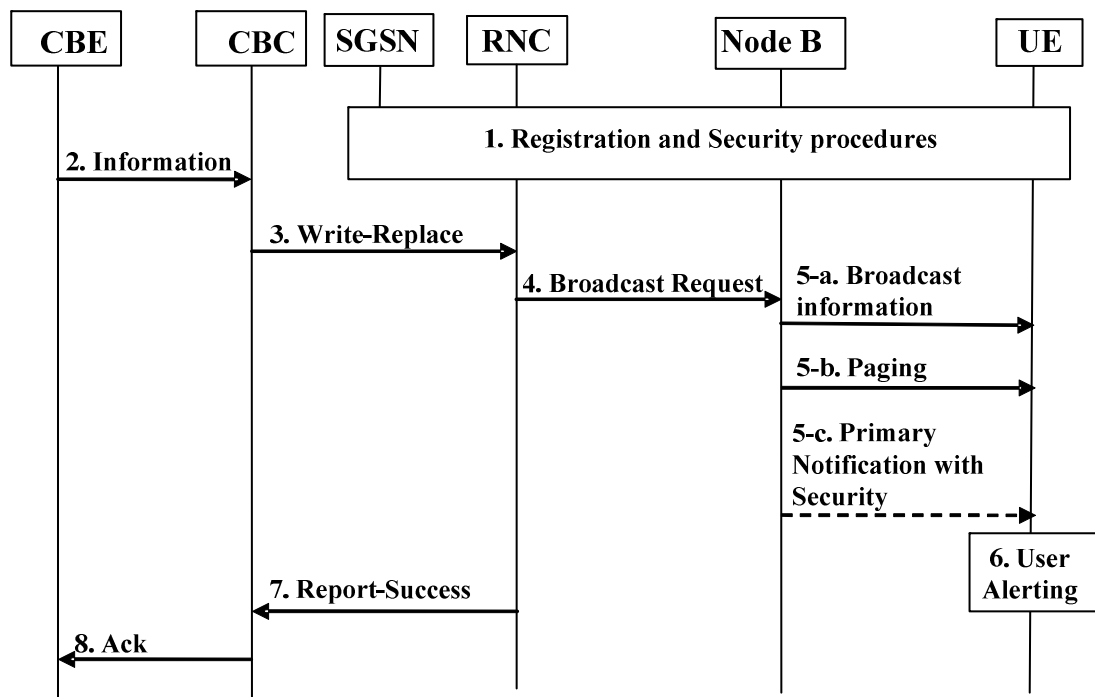 CBE
CBC
SGSN
RNC
Node B
UE
1. Registration and Security procedures
2. Information
3. Write-Replace
4. Broadcast Request
5-a. Broadcast
information
5-b. Paging
5-c. Primary
Notification with
Security
6. User
Alerting
7. Report-Success
8. Ack